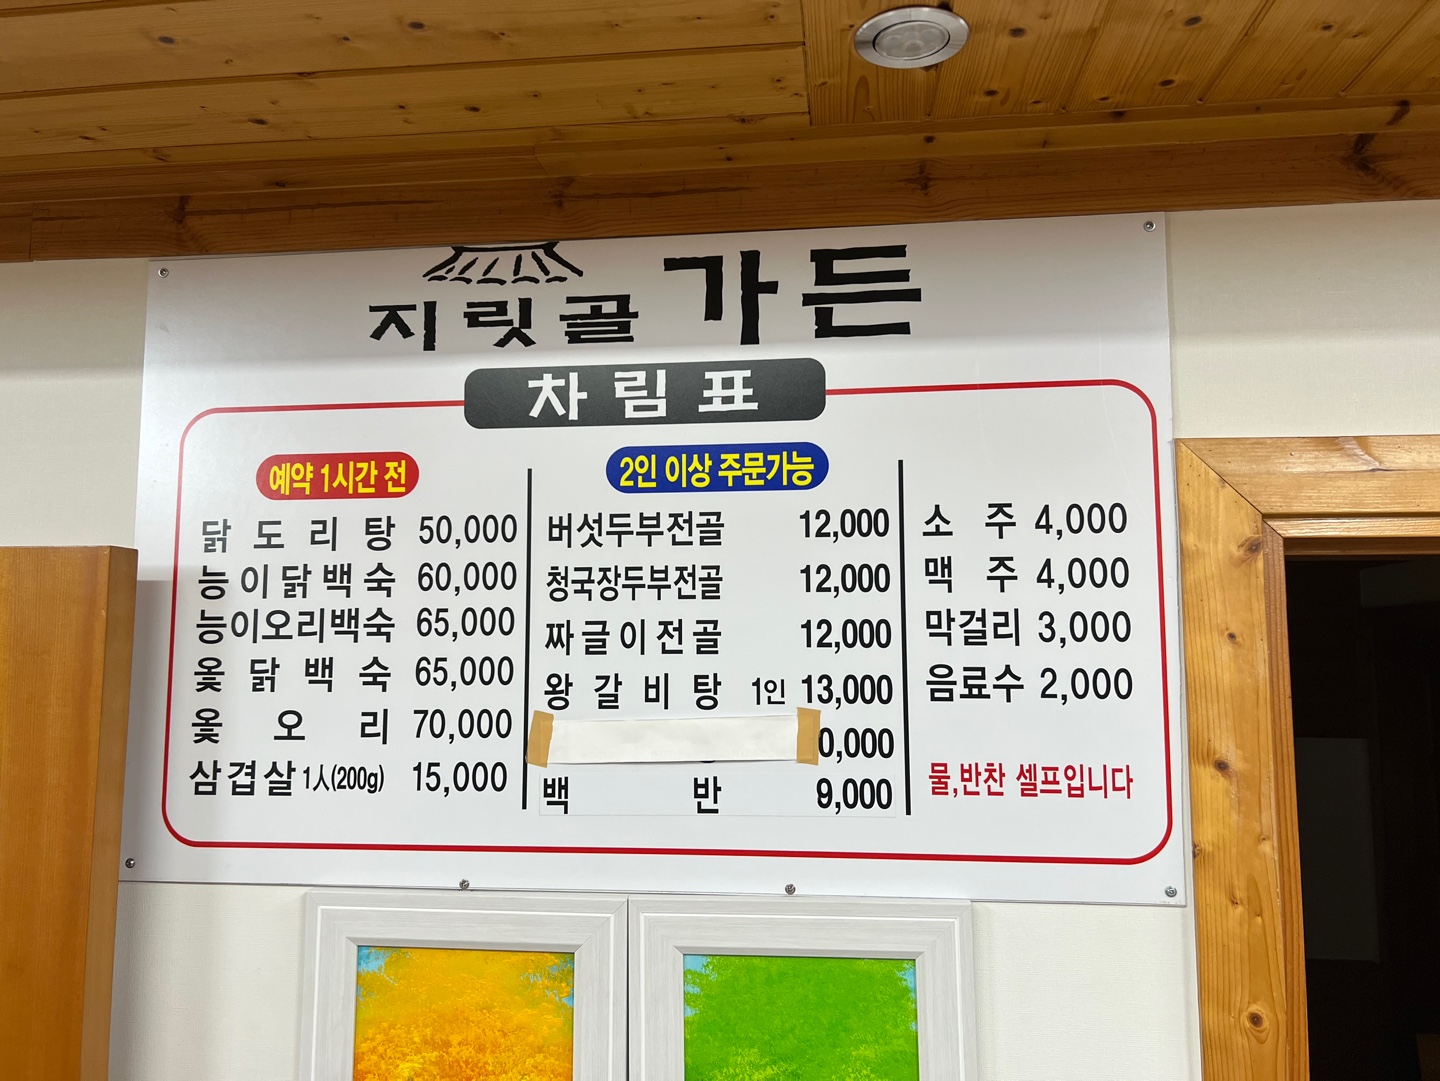 지릿골 가든
차림표
예약 1시간 전
닭도리탕 50,000
능이닭백숙 60,000
능이오리백숙 65,000
옻닭백숙 65,000
옻오리 70,000
삼겹살 1人(200g) 15,000
2인 이상 주문가능
버섯두부전골 12,000
청국장두부전골 12,000
짜글이전골 12,000
왕갈비탕 1인 13,000
0,000
백반 9,000
소주 4,000
맥주 4,000
막걸리 3,000
음료수 2,000
물,반찬 셀프입니다